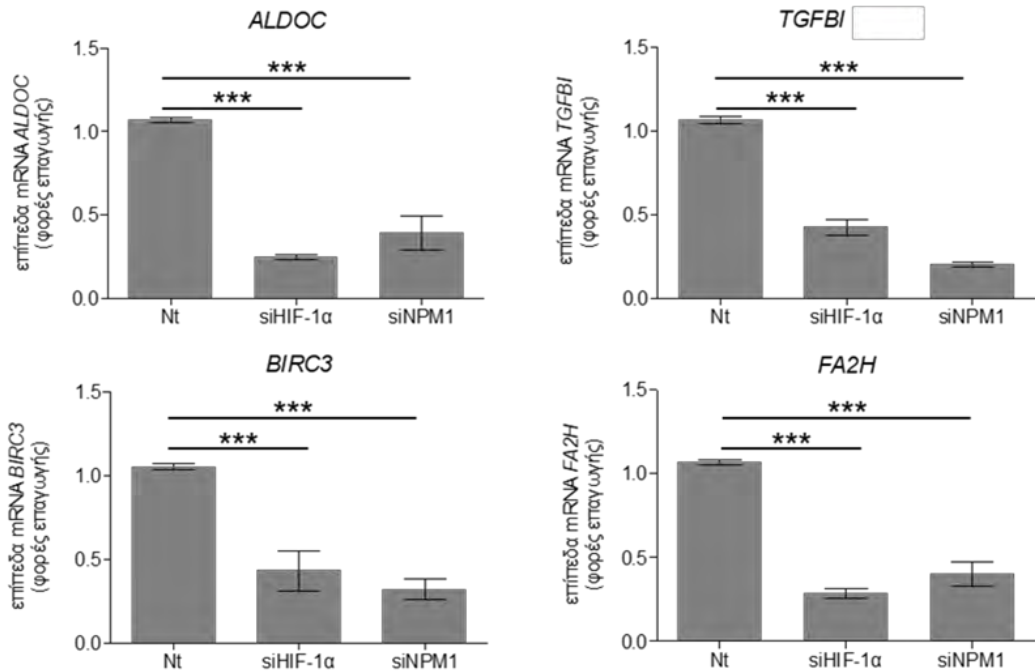 ALDOC
επίπεδα mRNA ALDOC
(φορές επαγωγής)
1.5
1.0
0.5
0.0
***
***
Nt siHIF-1α siNPM1
TGFBI
επίπεδα mRNA TGFBI
(φορές επαγωγής)
1.5
1.0
0.5
0.0
***
***
Nt siHIF-1α siNPM1
BIRC3
επίπεδα mRNA BIRC3
(φορές επαγωγής)
1.5
1.0
0.5
0.0
***
***
Nt siHIF-1α siNPM1
FA2H
επίπεδα mRNA FA2H
(φορές επαγωγής)
1.5
1.0
0.5
0.0
***
***
Nt siHIF-1α siNPM1